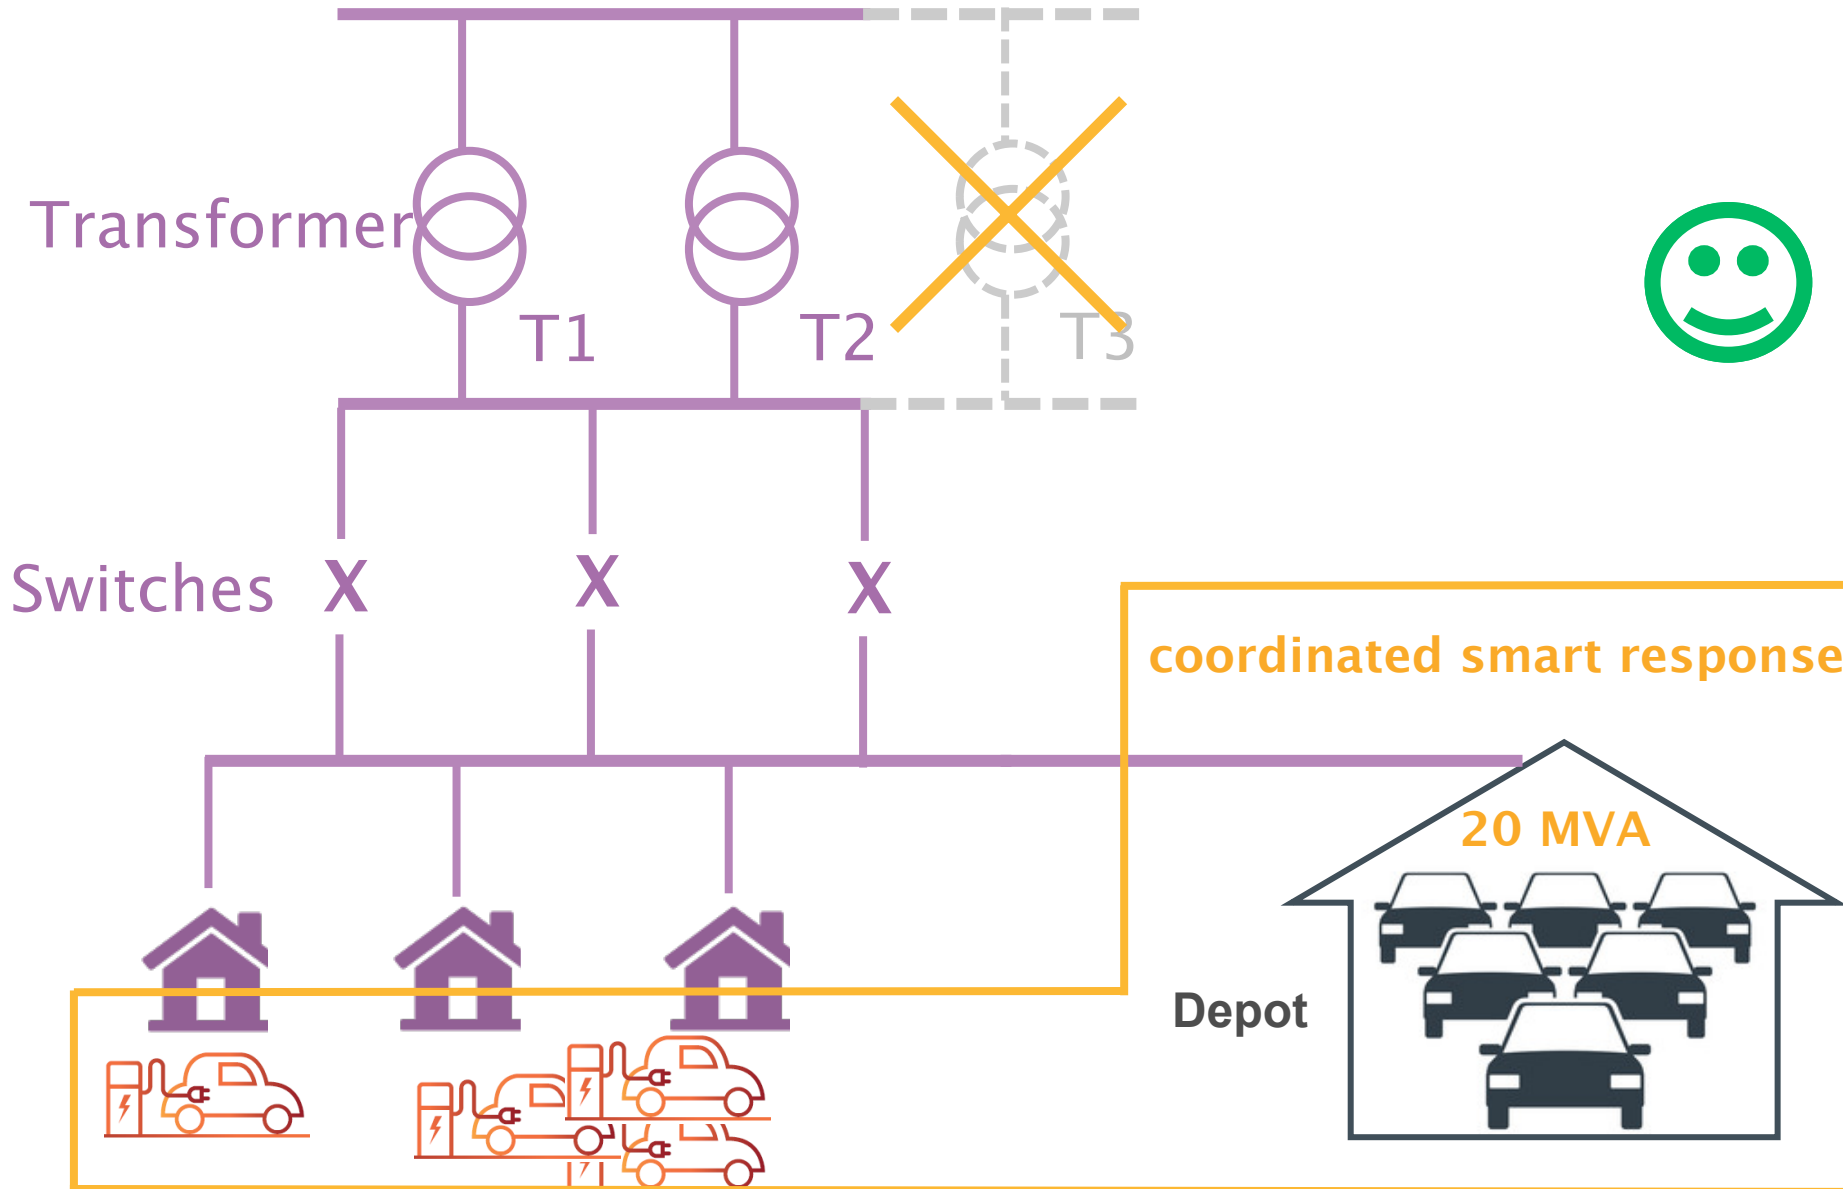 Transformer
T1
T2
T3
Switches
X
X
X
coordinated smart response
20 MVA
Depot